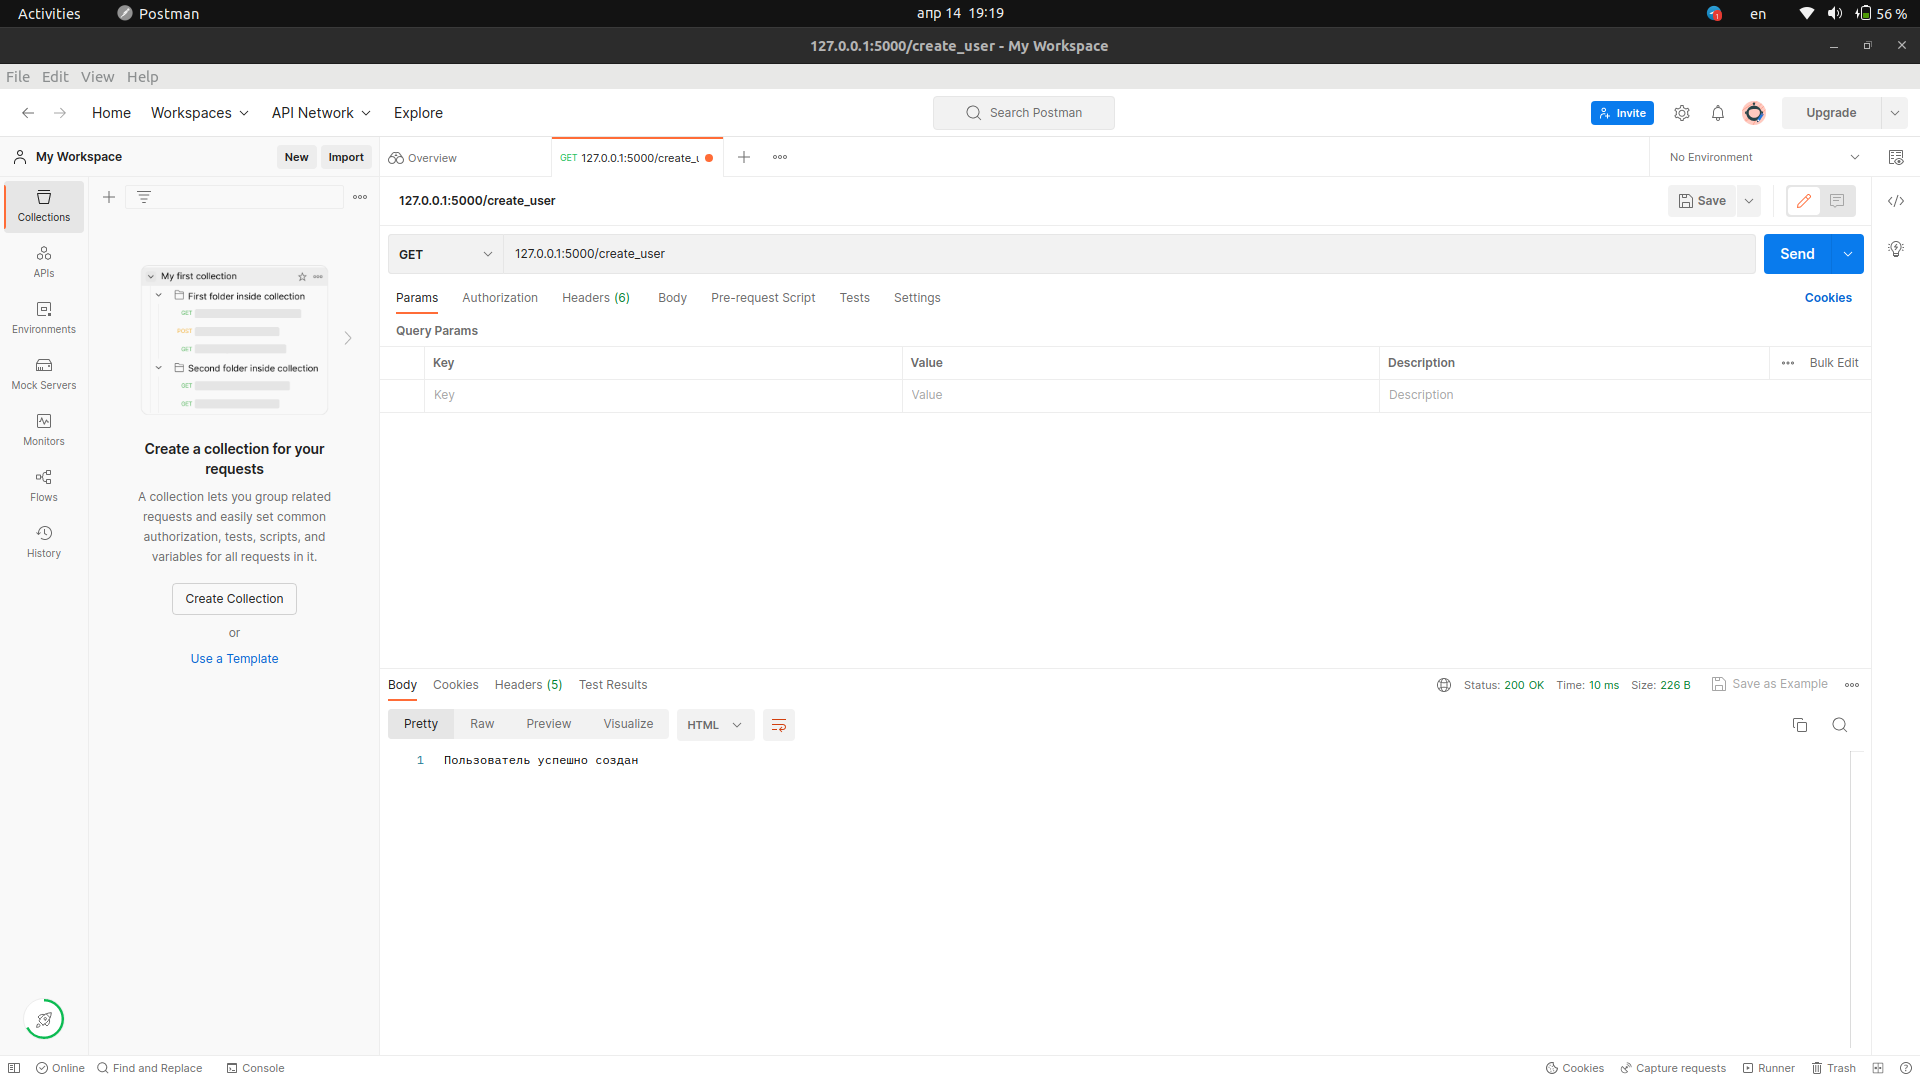 Activities Postman апр 14 19:19 en 56 %
127.0.0.1:5000/create_user - My Workspace
File Edit View Help
Home Workspaces API Network Explore Search Postman Invite Upgrade
My Workspace New Import Overview GET 127.0.0.1:5000/create_u No Environment
Collections
127.0.0.1:5000/create_user Save
APIs
GET 127.0.0.1:5000/create_user Send
Environments
Params Authorization Headers (6) Body Pre-request Script Tests Settings Cookies
Query Params
Key Value Description Bulk Edit
Key Value Description
Mock Servers
Monitors
Flows
History
My first collection
First folder inside collection
GET
POST
GET
Second folder inside collection
GET
GET
Create a collection for your
requests
A collection lets you group related
requests and easily set common
authorization, tests, scripts, and
variables for all requests in it.
Create Collection
or
Use a Template
Body Cookies Headers (5) Test Results Status: 200 OK Time: 10 ms Size: 226 B Save as Example
Pretty Raw Preview Visualize HTML
1 Пользователь успешно создан
Online Find and Replace Console Cookies Capture requests Runner Trash